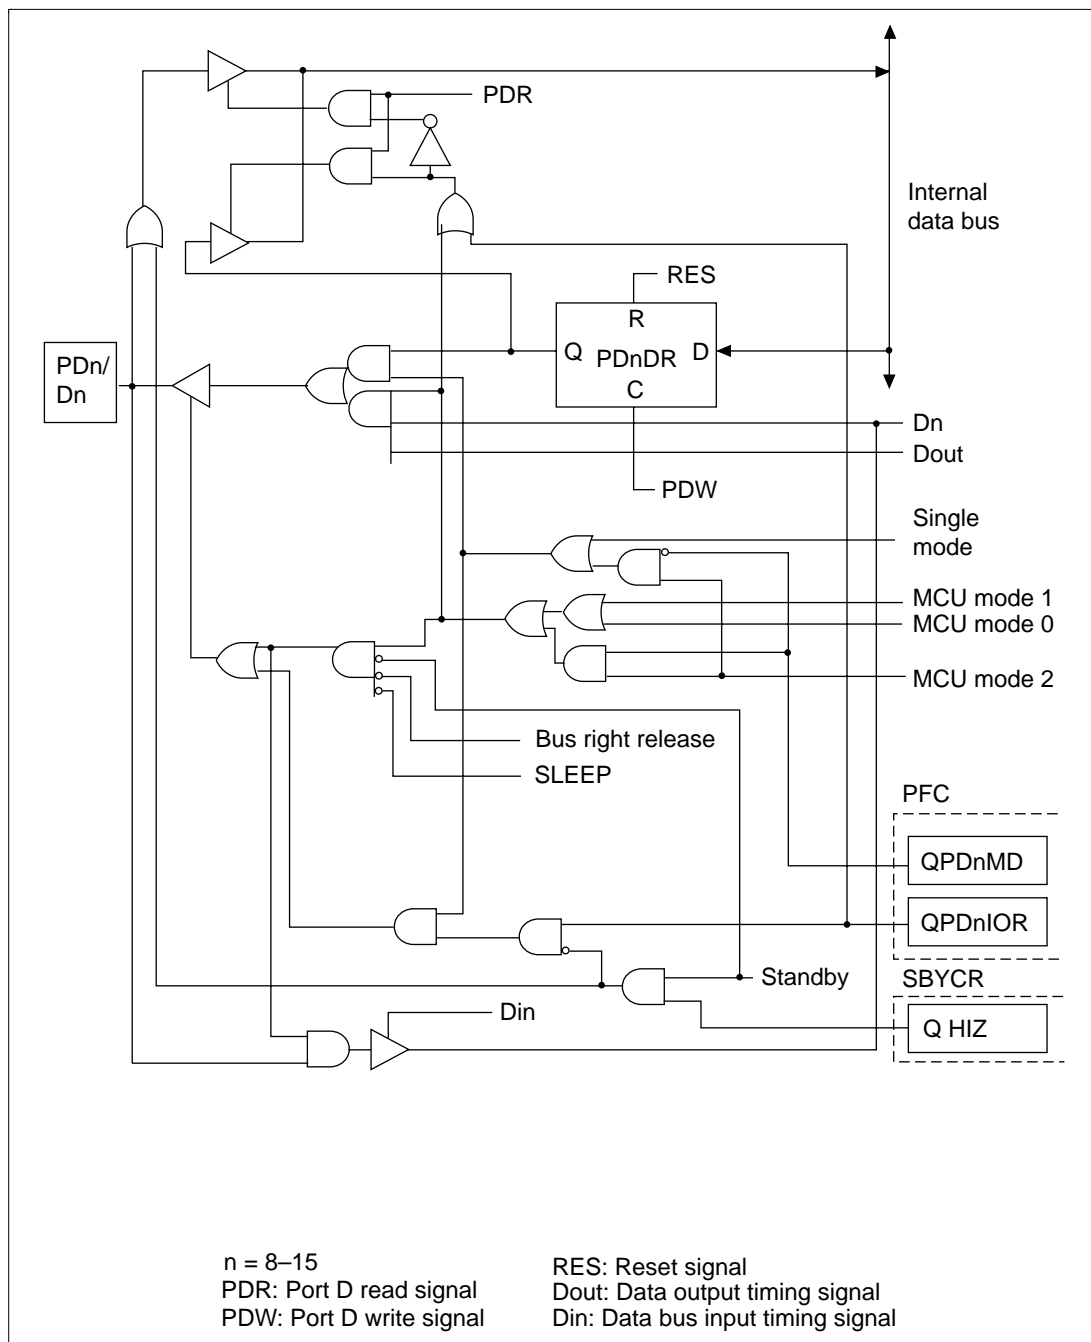 PDR
Internal
data bus
RES
R
Q
PDnDR
D
C
PDn/
Dn
Dn
Dout
PDW
Single
mode
MCU mode 1
MCU mode 0
MCU mode 2
Bus right release
SLEEP
PFC
QPDnMD
QPDnIOR
Standby
SBYCR
Din
Q HIZ
n = 8–15
PDR: Port D read signal
PDW: Port D write signal
RES: Reset signal
Dout: Data output timing signal
Din: Data bus input timing signal